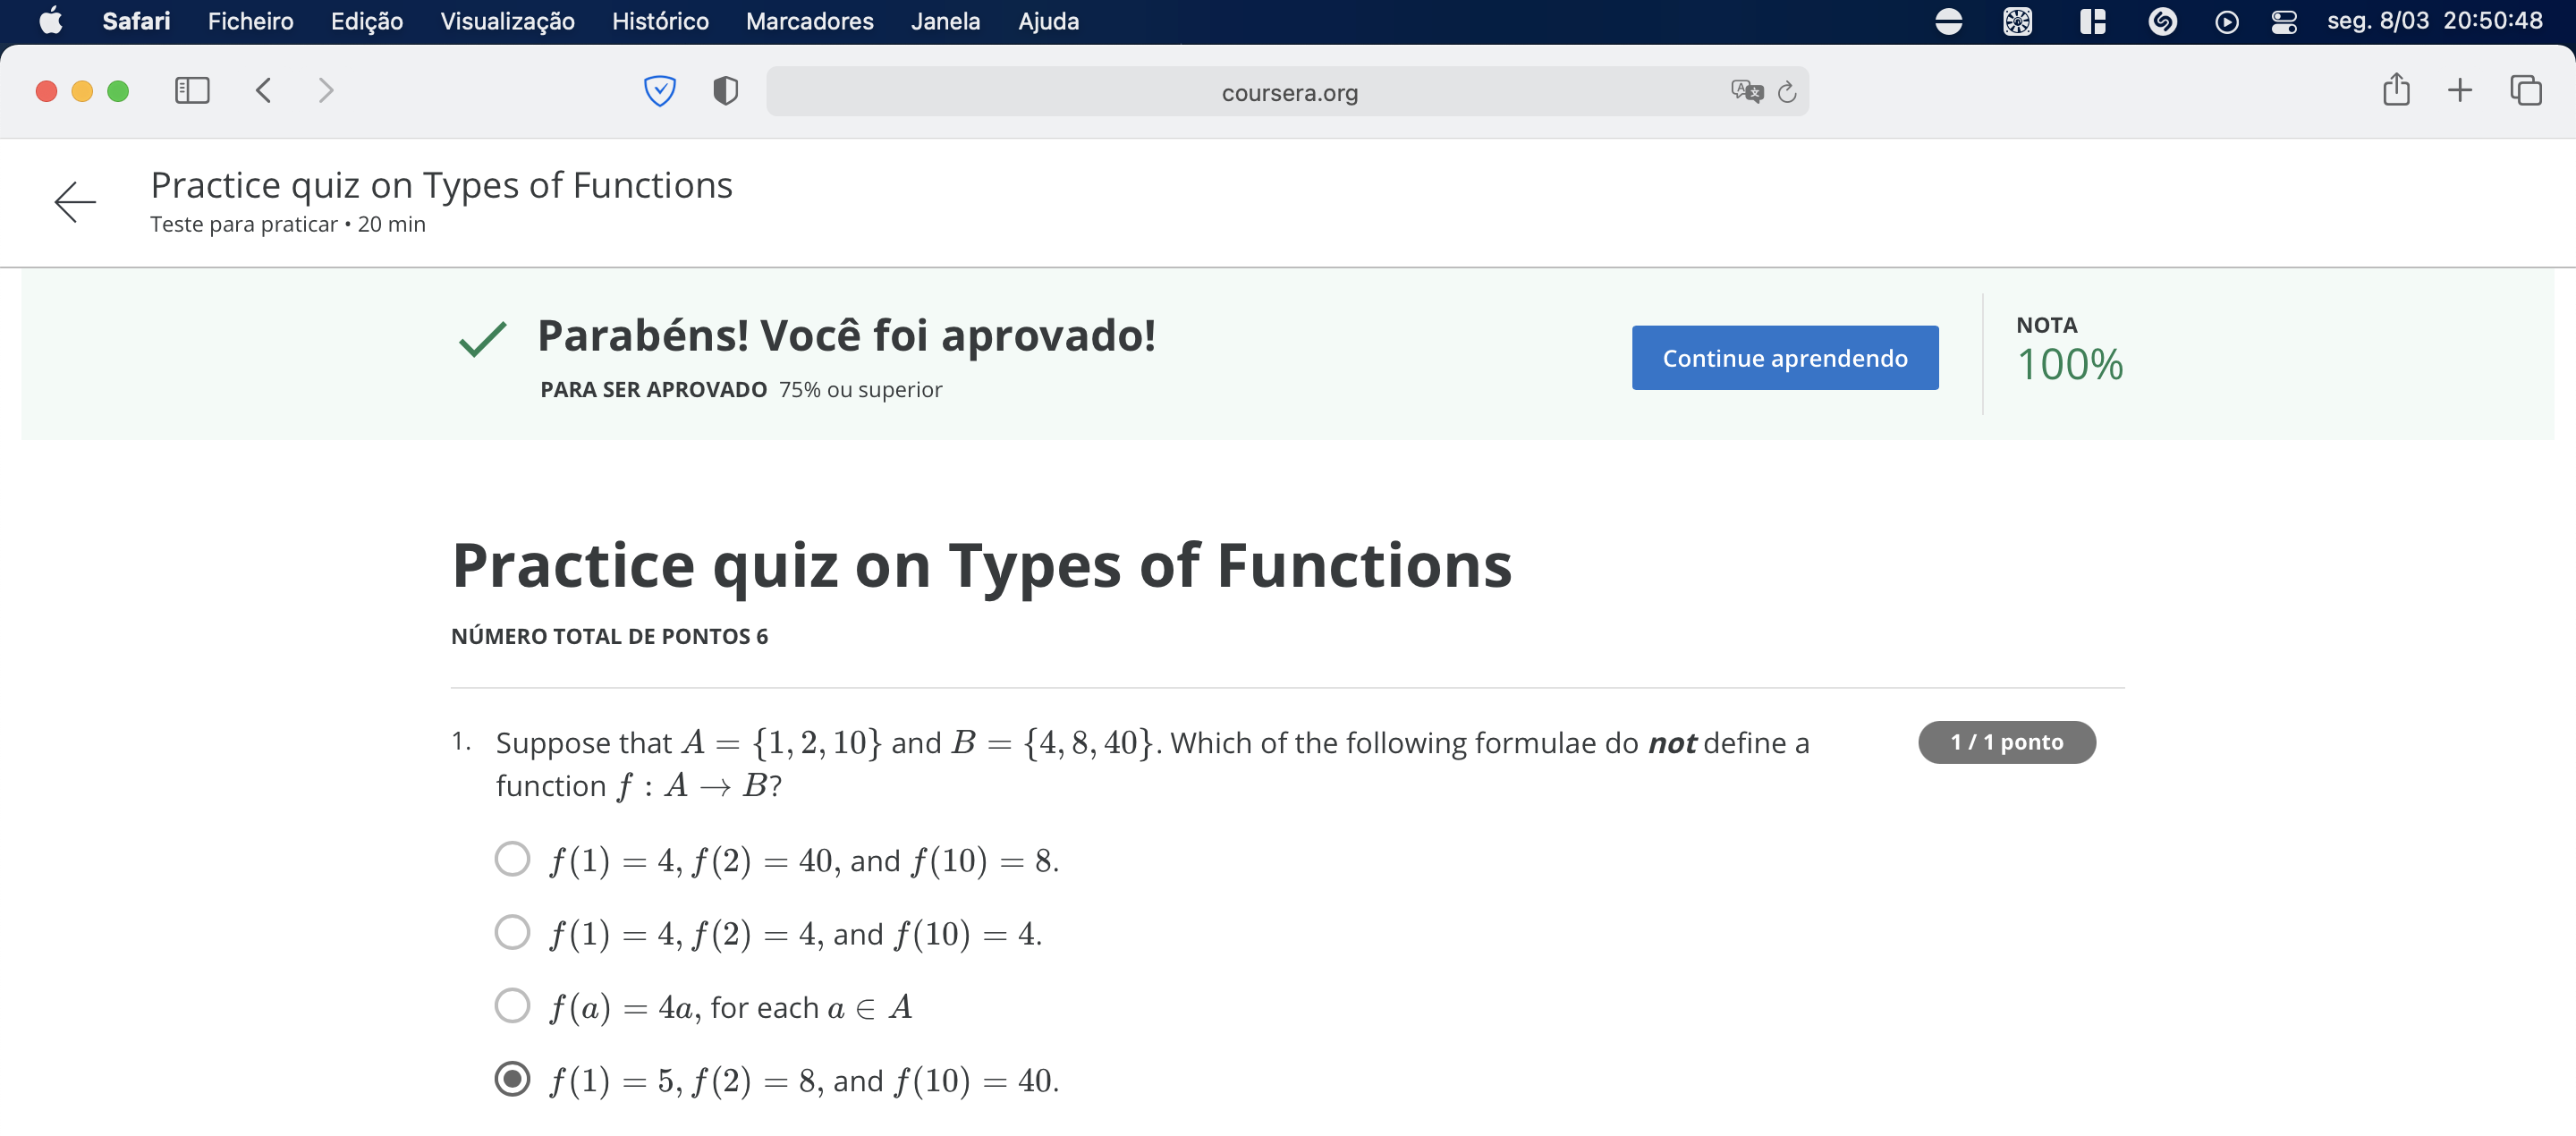 Safari Ficheiro Edição Visualização Histórico Marcadores Janela Ajuda seg. 8/03 20:50:48
coursera.org
Practice quiz on Types of Functions
Teste para praticar • 20 min
Parabéns! Você foi aprovado!
PARA SER APROVADO 75% ou superior
Continue aprendendo
NOTA
100%
Practice quiz on Types of Functions
NÚMERO TOTAL DE PONTOS 6
1. Suppose that A = {1, 2, 10} and B = {4, 8, 40}. Which of the following formulae do not define a
function f : A → B?
1 / 1 ponto
f(1) = 4, f(2) = 40, and f(10) = 8.
f(1) = 4, f(2) = 4, and f(10) = 4.
f(a) = 4a, for each a ∈ A
f(1) = 5, f(2) = 8, and f(10) = 40.